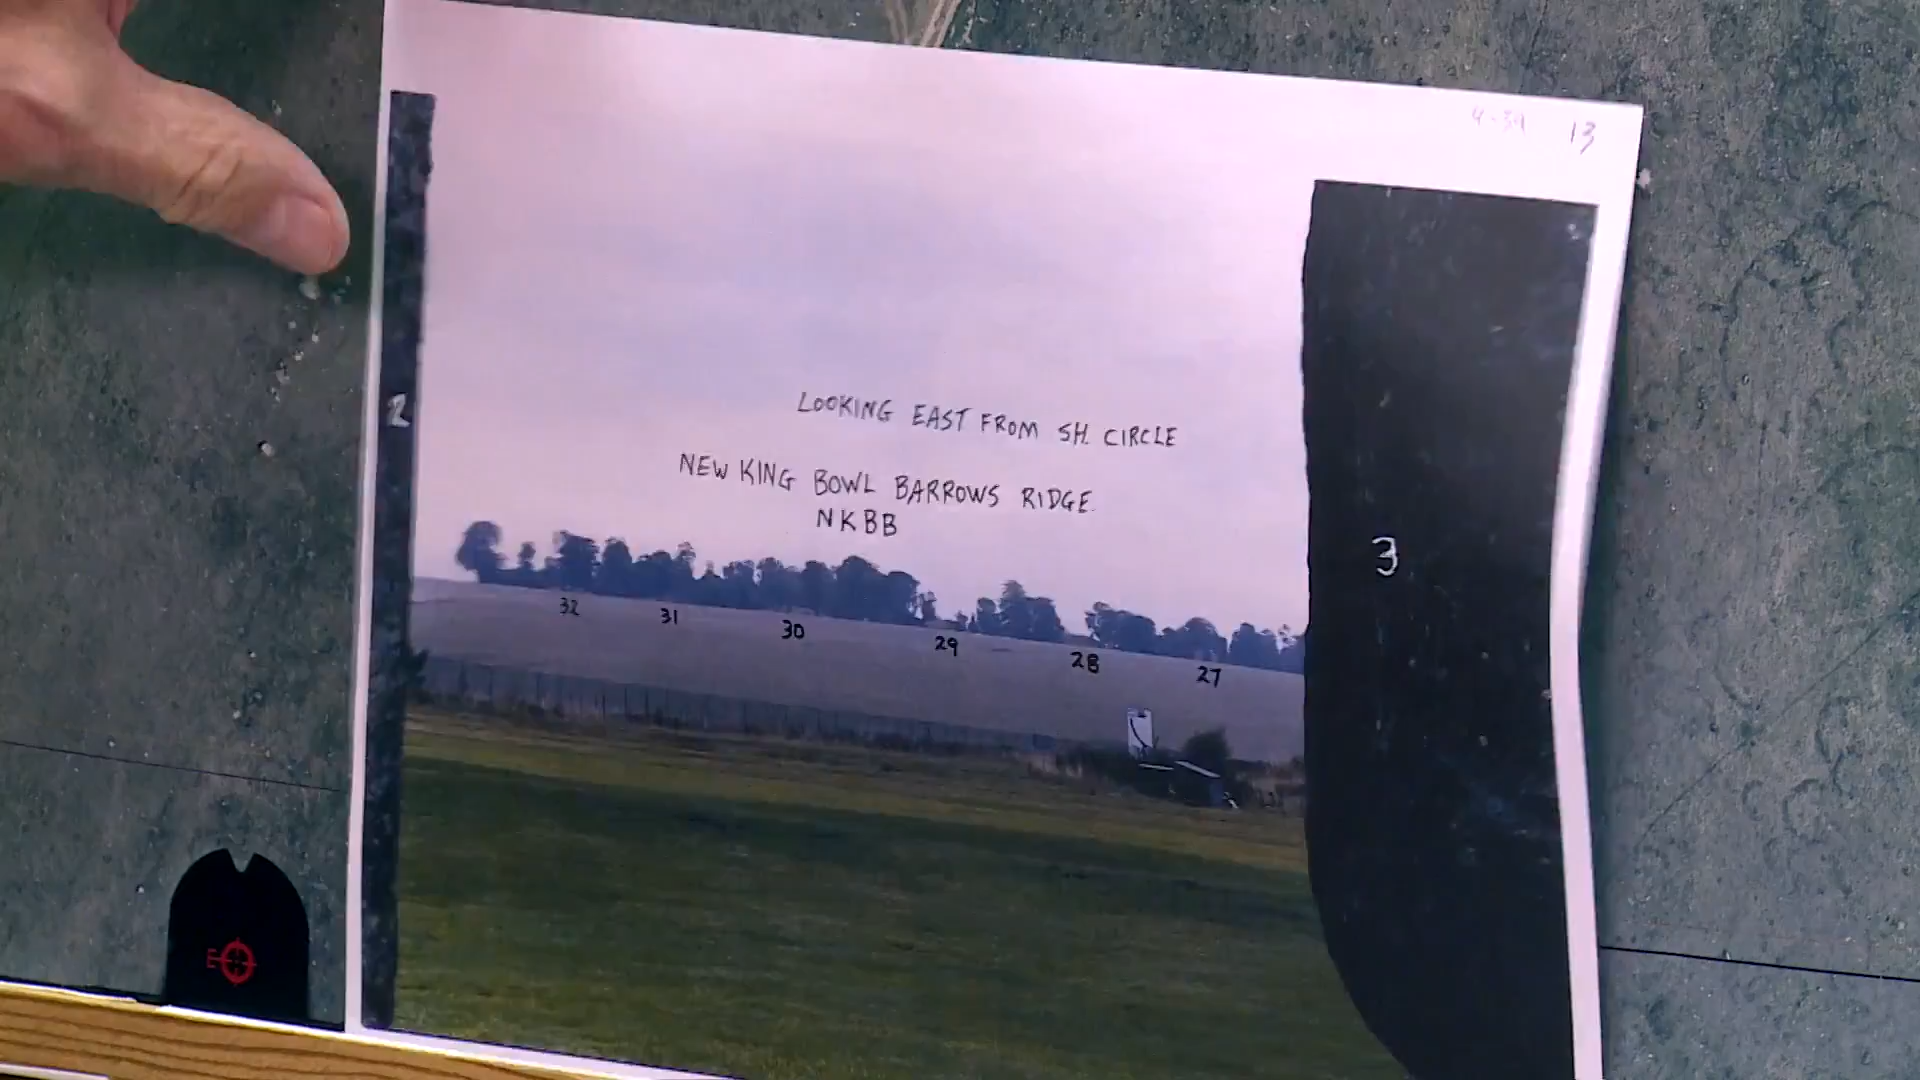 13
2
LOOKING EAST FROM SH. CIRCLE
NEW KING BOWL BARROWS RIDGE
NKBB
3
32
31
30
29
28
27
E